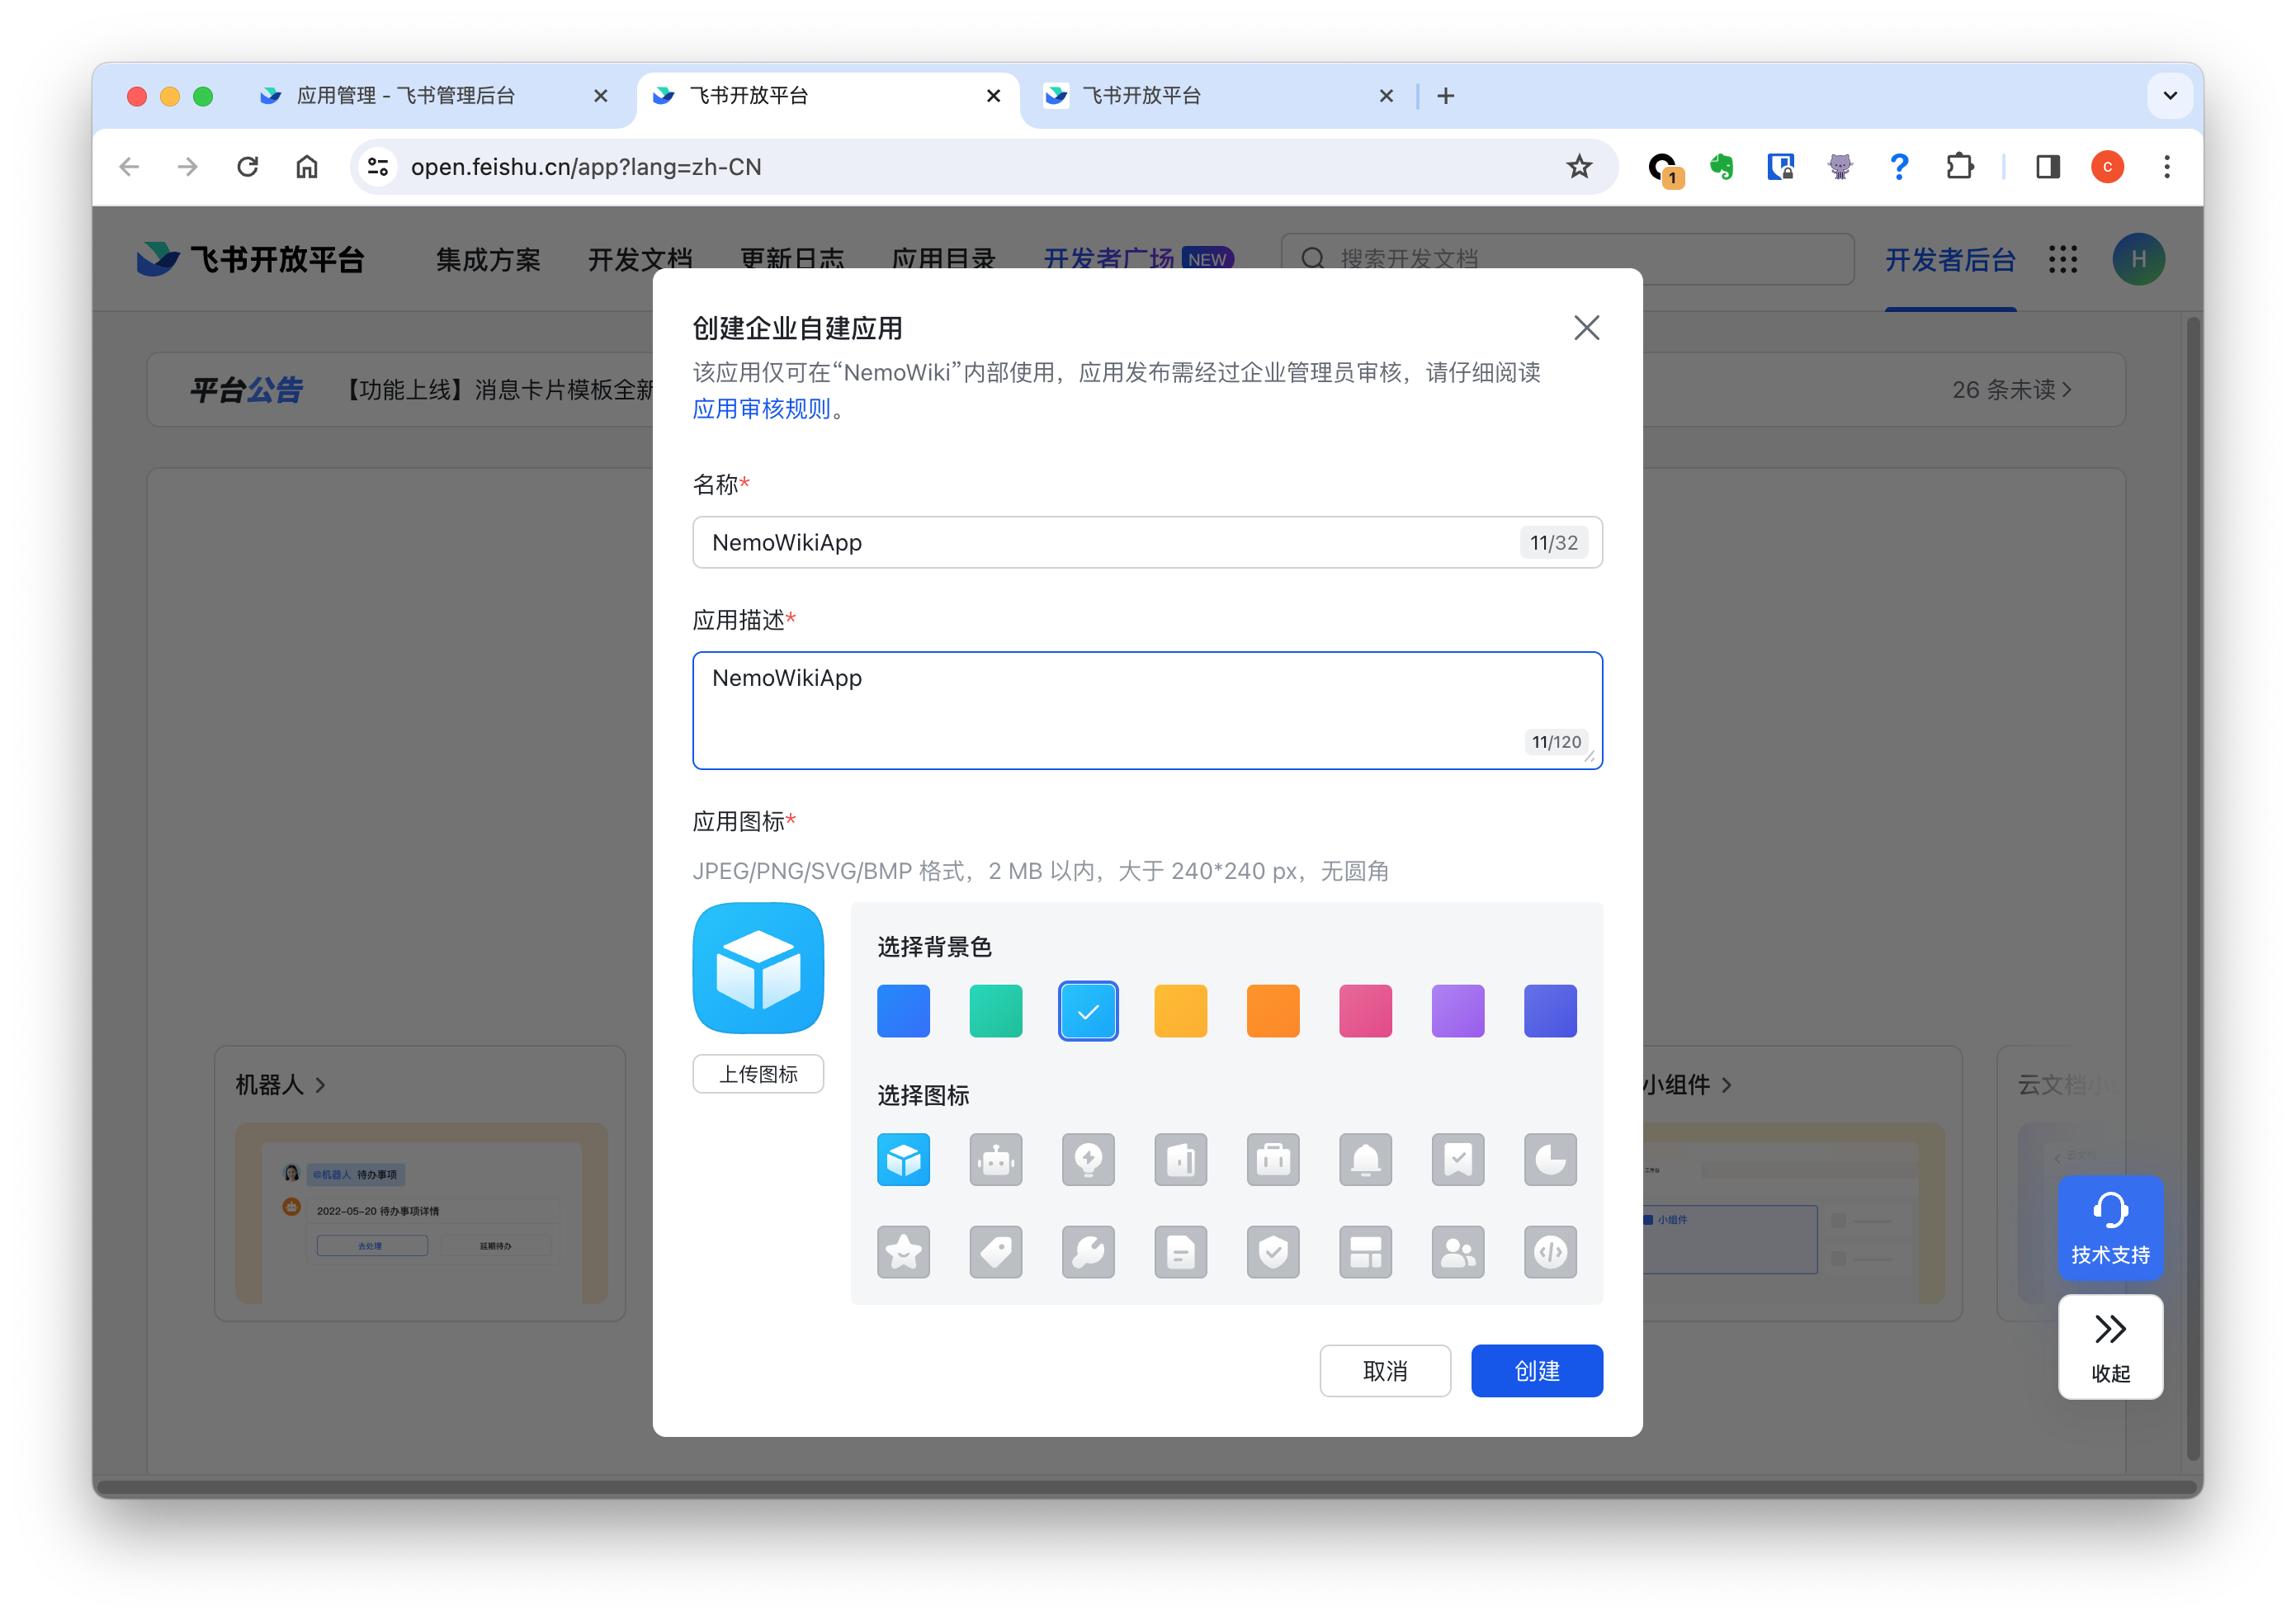 应用管理 - 飞书管理后台
飞书开放平台
飞书开放平台
open.feishu.cn/app?lang=zh-CN
1
C
飞书开放平台
集成方案
开发文档
更新日志
应用目录
开发者广场 NEW
搜索开发文档
开发者后台
H
平台公告
【功能上线】消息卡片模板全新
26 条未读
创建企业自建应用
该应用仅可在“NemoWiki”内部使用，应用发布需经过企业管理员审核，请仔细阅读
应用审核规则。
名称*
NemoWikiApp
11/32
应用描述*
NemoWikiApp
11/120
应用图标*
JPEG/PNG/SVG/BMP 格式，2 MB 以内，大于 240*240 px，无圆角
上传图标
选择背景色
选择图标
取消
创建
机器人
@机器人 待办事项
2022-05-20 待办事项详情
去处理
延期待办
小组件
工作台
小组件
云文档小
云文档
技术支持
收起